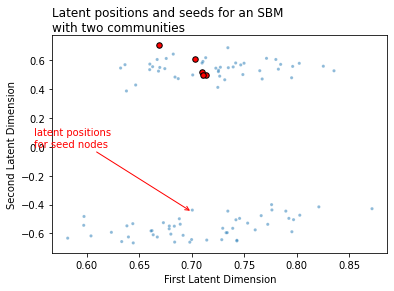 Latent positions and seeds for an SBM
with two communities
0.6
0.4
0.2
0.0
−0.2
−0.4
−0.6
Second Latent Dimension
latent positions
for seed nodes
0.60 0.65 0.70 0.75 0.80 0.85
First Latent Dimension